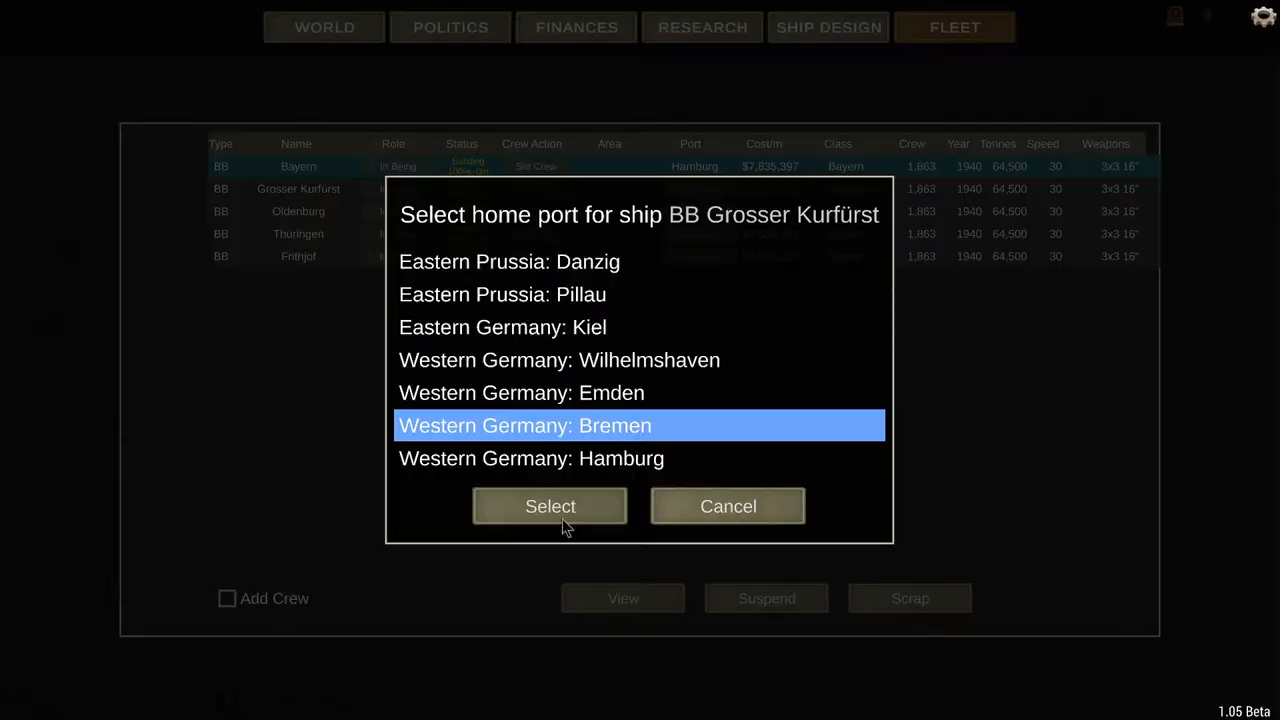 WORLD POLITICS FINANCES RESEARCH SHIP DESIGN FLEET
Type Name Role Status Crew Action Area Port Cost/m Class Crew Year Tonnes Speed Weapons
BB Bayern In Being Building 100%, 0m Set Crew Hamburg $7,835,397 Bayern 1,863 1940 64,500 30 3x3 16"
BB Grosser Kurfürst 1,863 1940 64,500 30 3x3 16"
BB Oldenburg 1,863 1940 64,500 30 3x3 16"
BB Thüringen 1,863 1940 64,500 30 3x3 16"
BB Frithjof 1,863 1940 64,500 30 3x3 16"
Select home port for ship BB Grosser Kurfürst
Eastern Prussia: Danzig
Eastern Prussia: Pillau
Eastern Germany: Kiel
Western Germany: Wilhelmshaven
Western Germany: Emden
Western Germany: Bremen
Western Germany: Hamburg
Select Cancel
Add Crew View Suspend Scrap
1.05 Beta